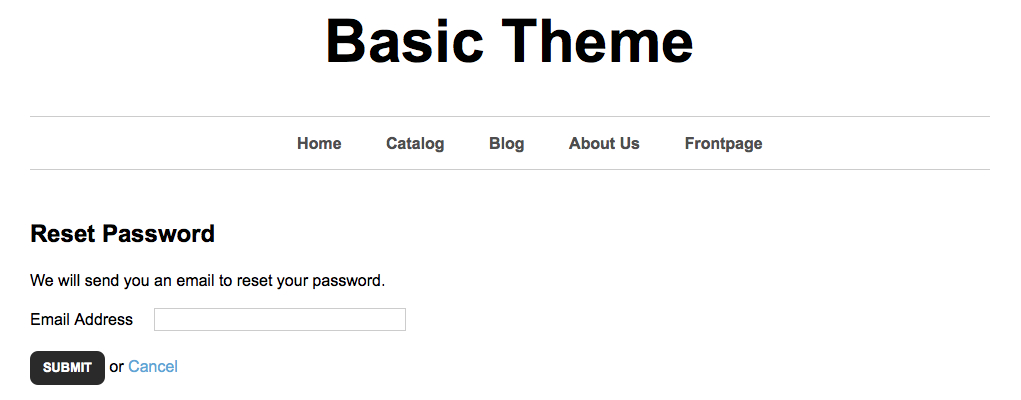 Basic Theme
Home Catalog Blog About Us Frontpage
Reset Password
We will send you an email to reset your password.
Email Address
SUBMIT or Cancel